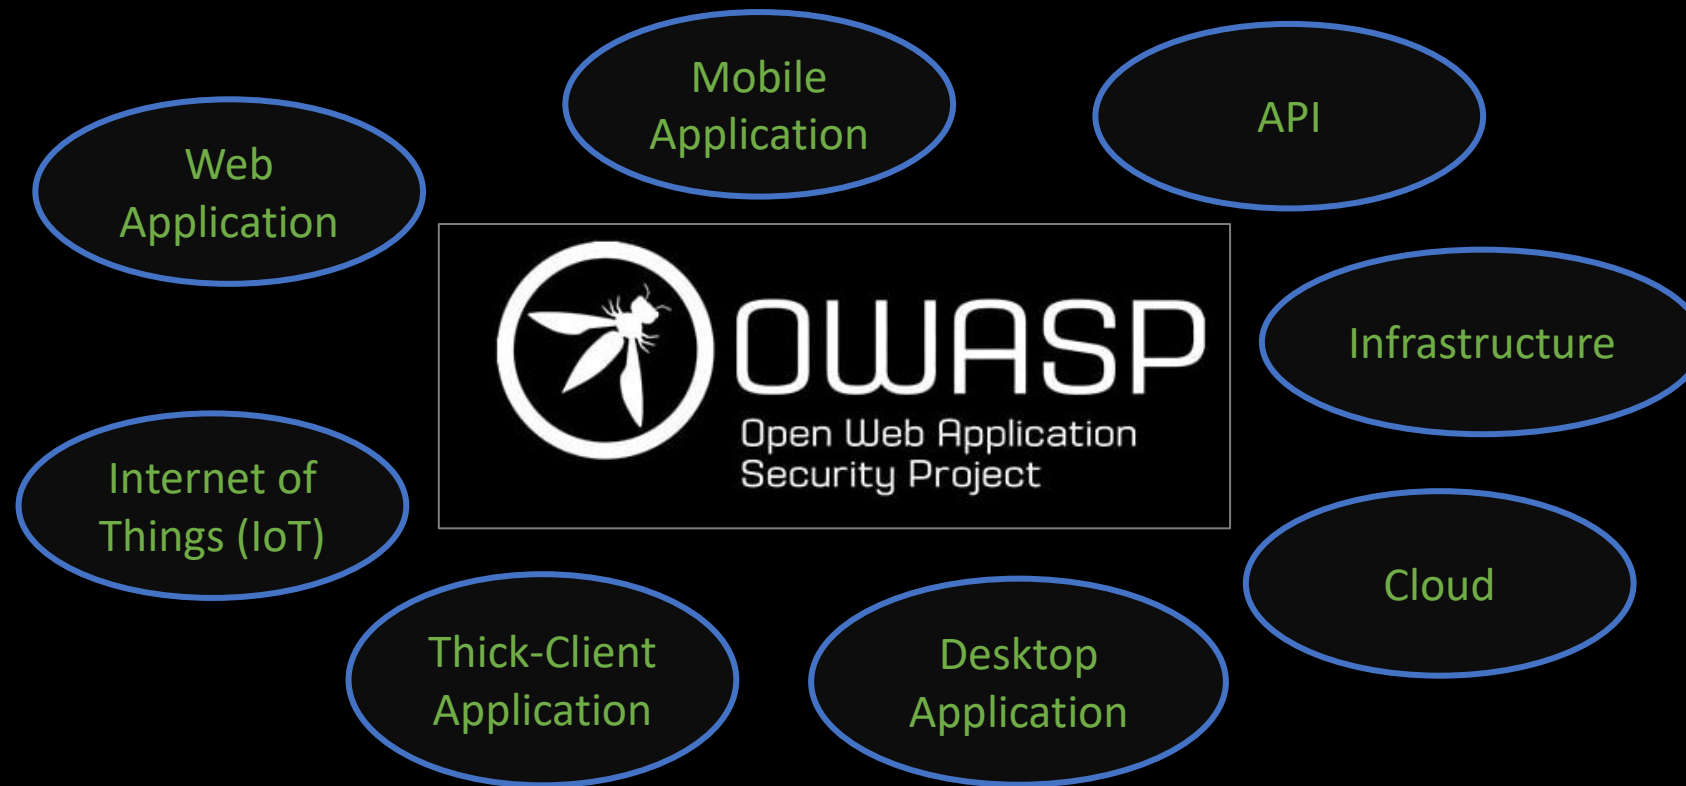 Mobile
Application
API
Web
Application
OWASP
Open Web Application
Security Project
Infrastructure
Internet of
Things (IoT)
Cloud
Thick-Client
Application
Desktop
Application